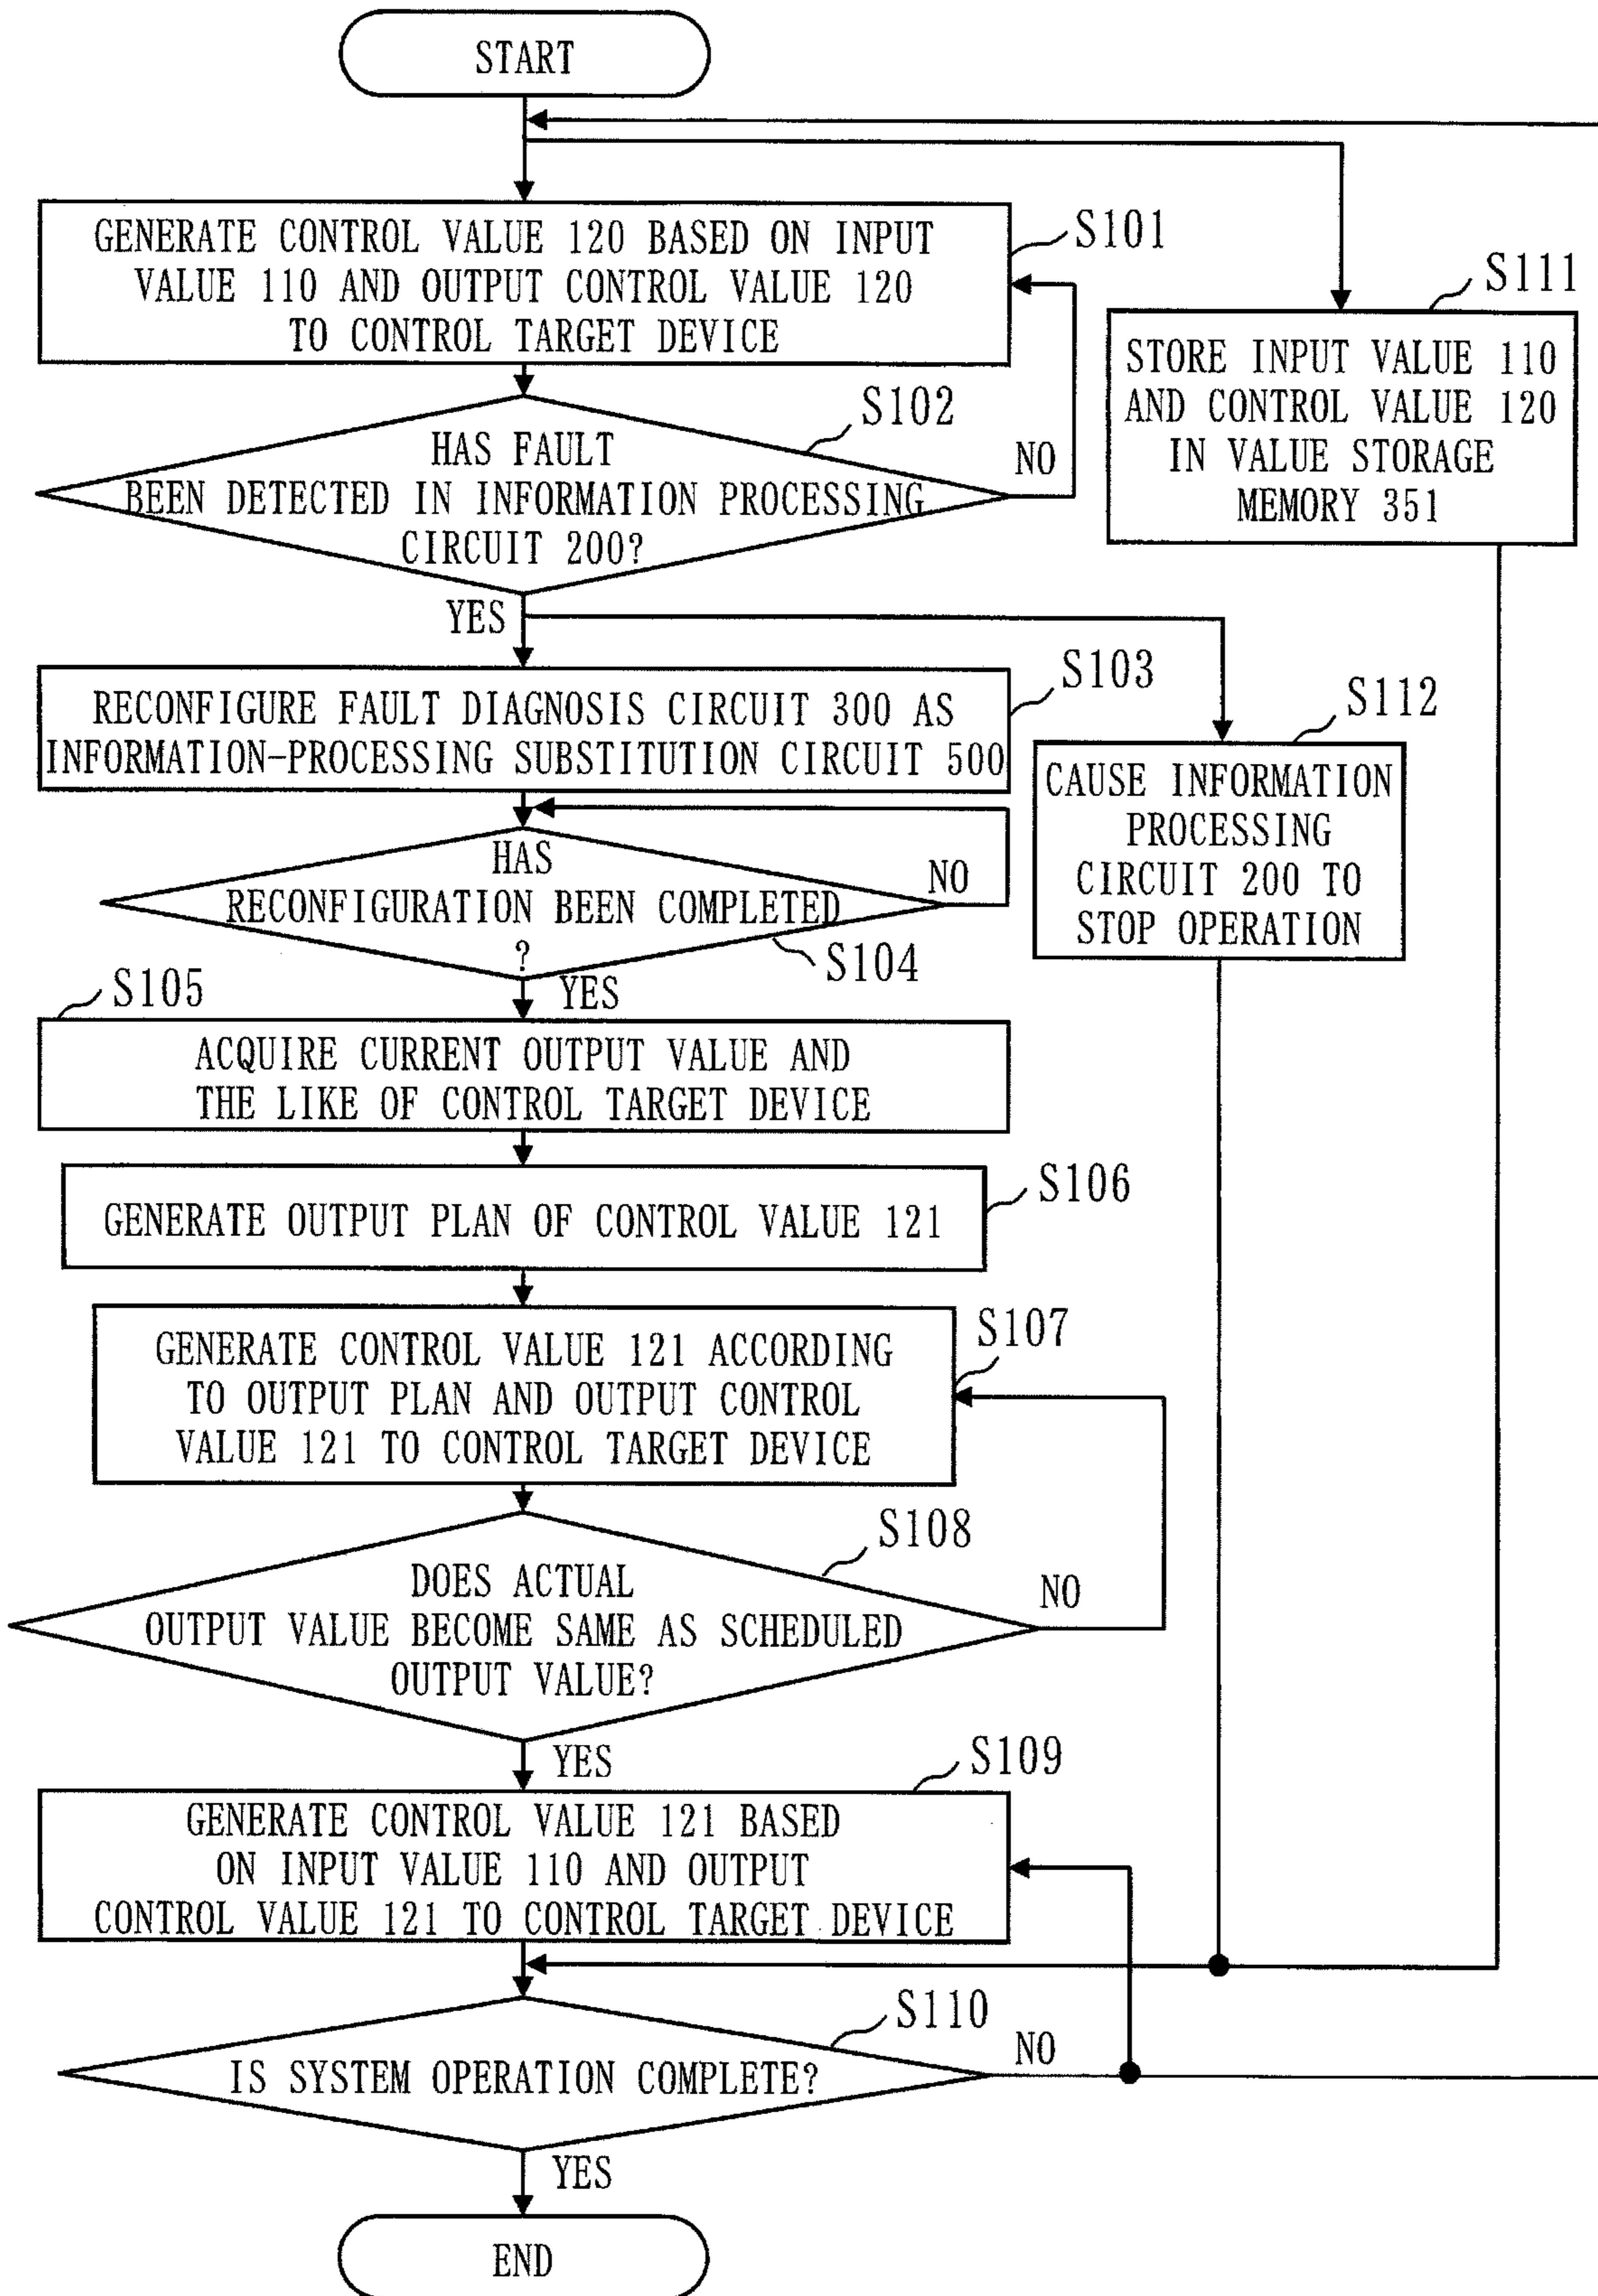 START
GENERATE CONTROL VALUE 120 BASED ON INPUT
VALUE 110 AND OUTPUT CONTROL VALUE 120
TO CONTROL TARGET DEVICE
S101
S111
STORE INPUT VALUE 110
AND CONTROL VALUE 120
IN VALUE STORAGE
MEMORY 351
S102
HAS FAULT
BEEN DETECTED IN INFORMATION PROCESSING
CIRCUIT 200?
NO
YES
S103
RECONFIGURE FAULT DIAGNOSIS CIRCUIT 300 AS
INFORMATION-PROCESSING SUBSTITUTION CIRCUIT 500
S112
CAUSE INFORMATION
PROCESSING
CIRCUIT 200 TO
STOP OPERATION
HAS
RECONFIGURATION BEEN COMPLETED
?
NO
S104
YES
S105
ACQUIRE CURRENT OUTPUT VALUE AND
THE LIKE OF CONTROL TARGET DEVICE
S106
GENERATE OUTPUT PLAN OF CONTROL VALUE 121
S107
GENERATE CONTROL VALUE 121 ACCORDING
TO OUTPUT PLAN AND OUTPUT CONTROL
VALUE 121 TO CONTROL TARGET DEVICE
S108
DOES ACTUAL
OUTPUT VALUE BECOME SAME AS SCHEDULED
OUTPUT VALUE?
NO
YES
S109
GENERATE CONTROL VALUE 121 BASED
ON INPUT VALUE 110 AND OUTPUT
CONTROL VALUE 121 TO CONTROL TARGET DEVICE
S110
IS SYSTEM OPERATION COMPLETE?
NO
YES
END